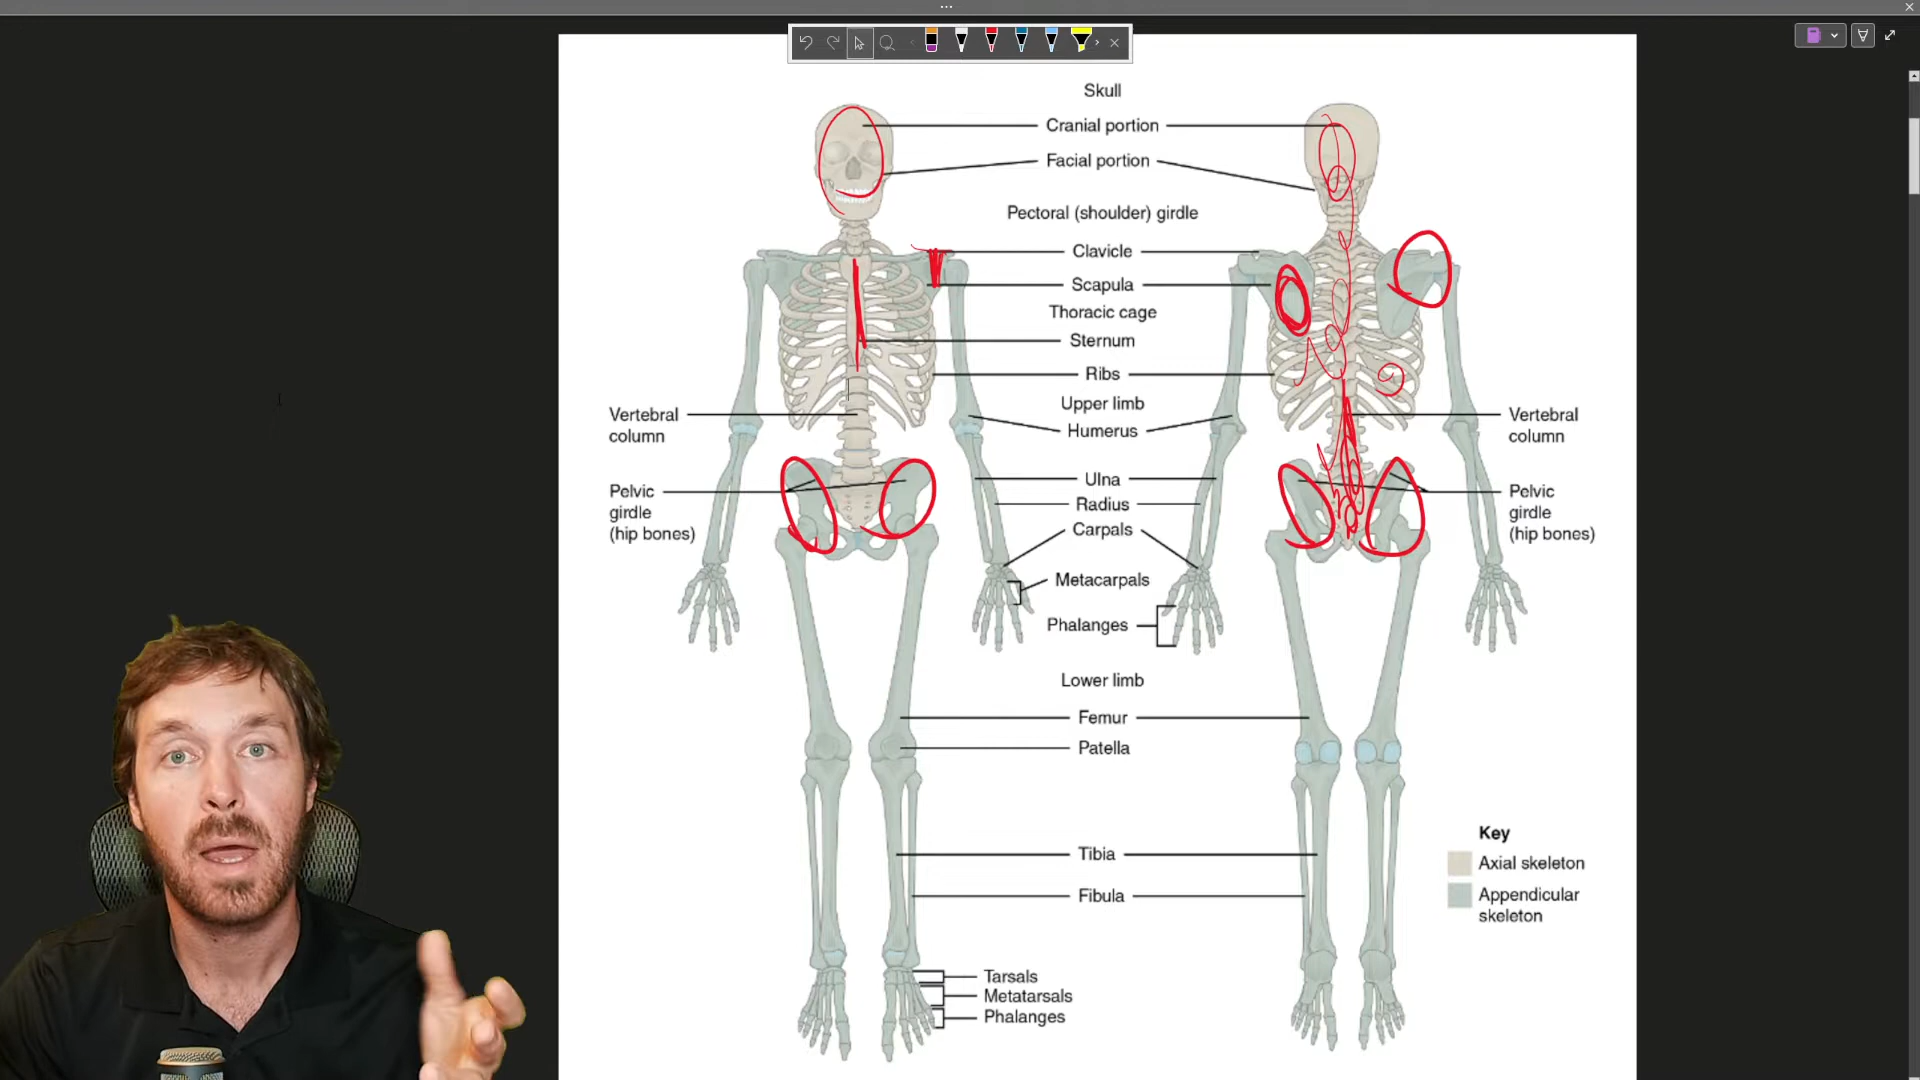 Skull
Cranial portion
Facial portion
Pectoral (shoulder) girdle
Clavicle
Scapula
Thoracic cage
Sternum
Ribs
Upper limb
Humerus
Vertebral
column
Vertebral
column
Ulna
Pelvic
girdle
(hip bones)
Pelvic
girdle
(hip bones)
Radius
Carpals
Metacarpals
Phalanges
Lower limb
Femur
Patella
Key
Axial skeleton
Appendicular
skeleton
Tibia
Fibula
Tarsals
Metatarsals
Phalanges